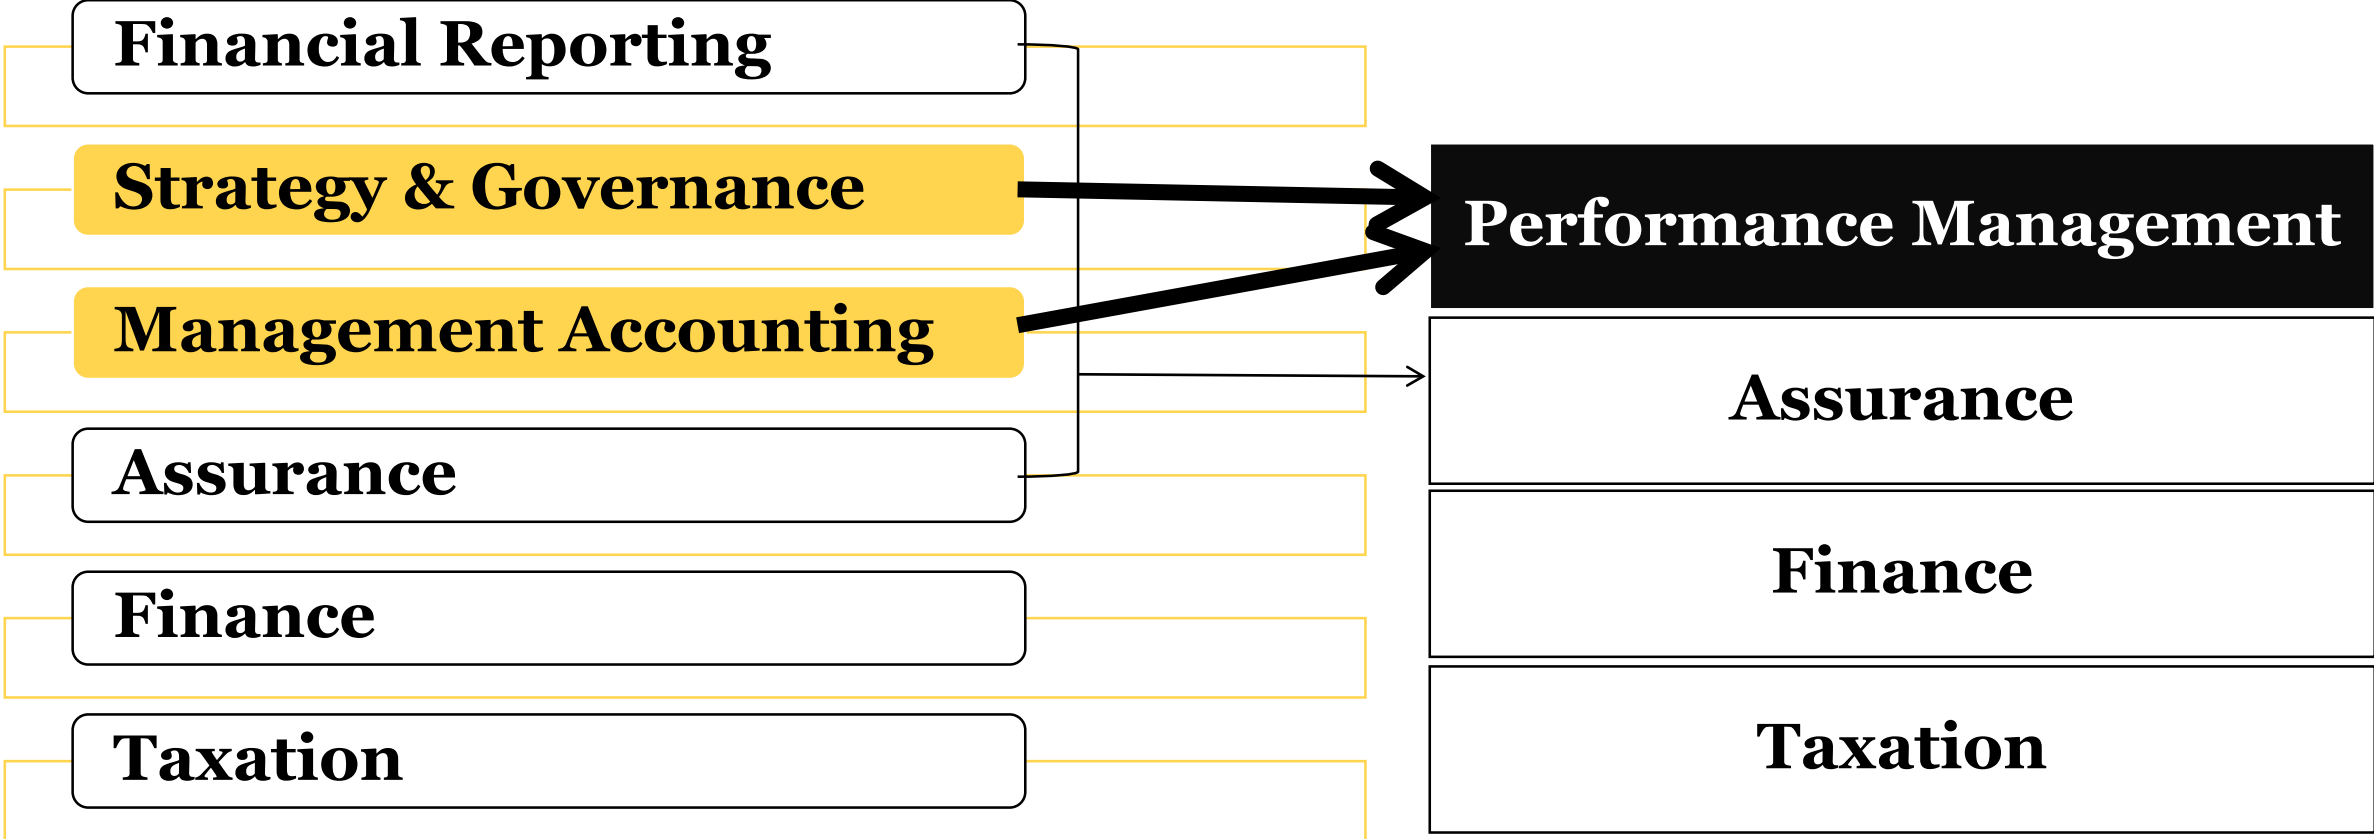 Financial Reporting
Strategy & Governance
Management Accounting
Assurance
Finance
Taxation
Performance Management
Assurance
Finance
Taxation